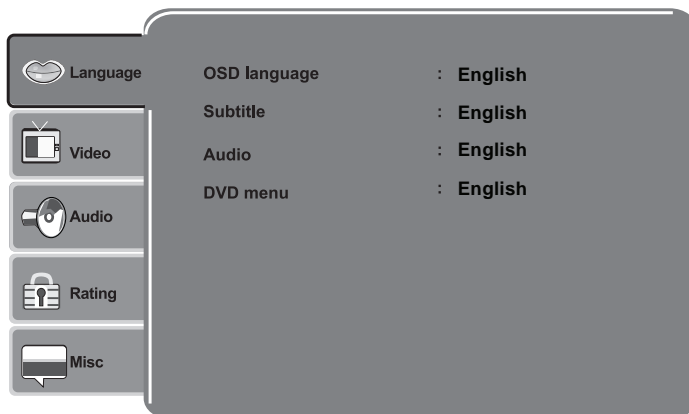 Language
Video
Audio
Rating
Misc
OSD language : English
Subtitle : English
Audio : English
DVD menu : English